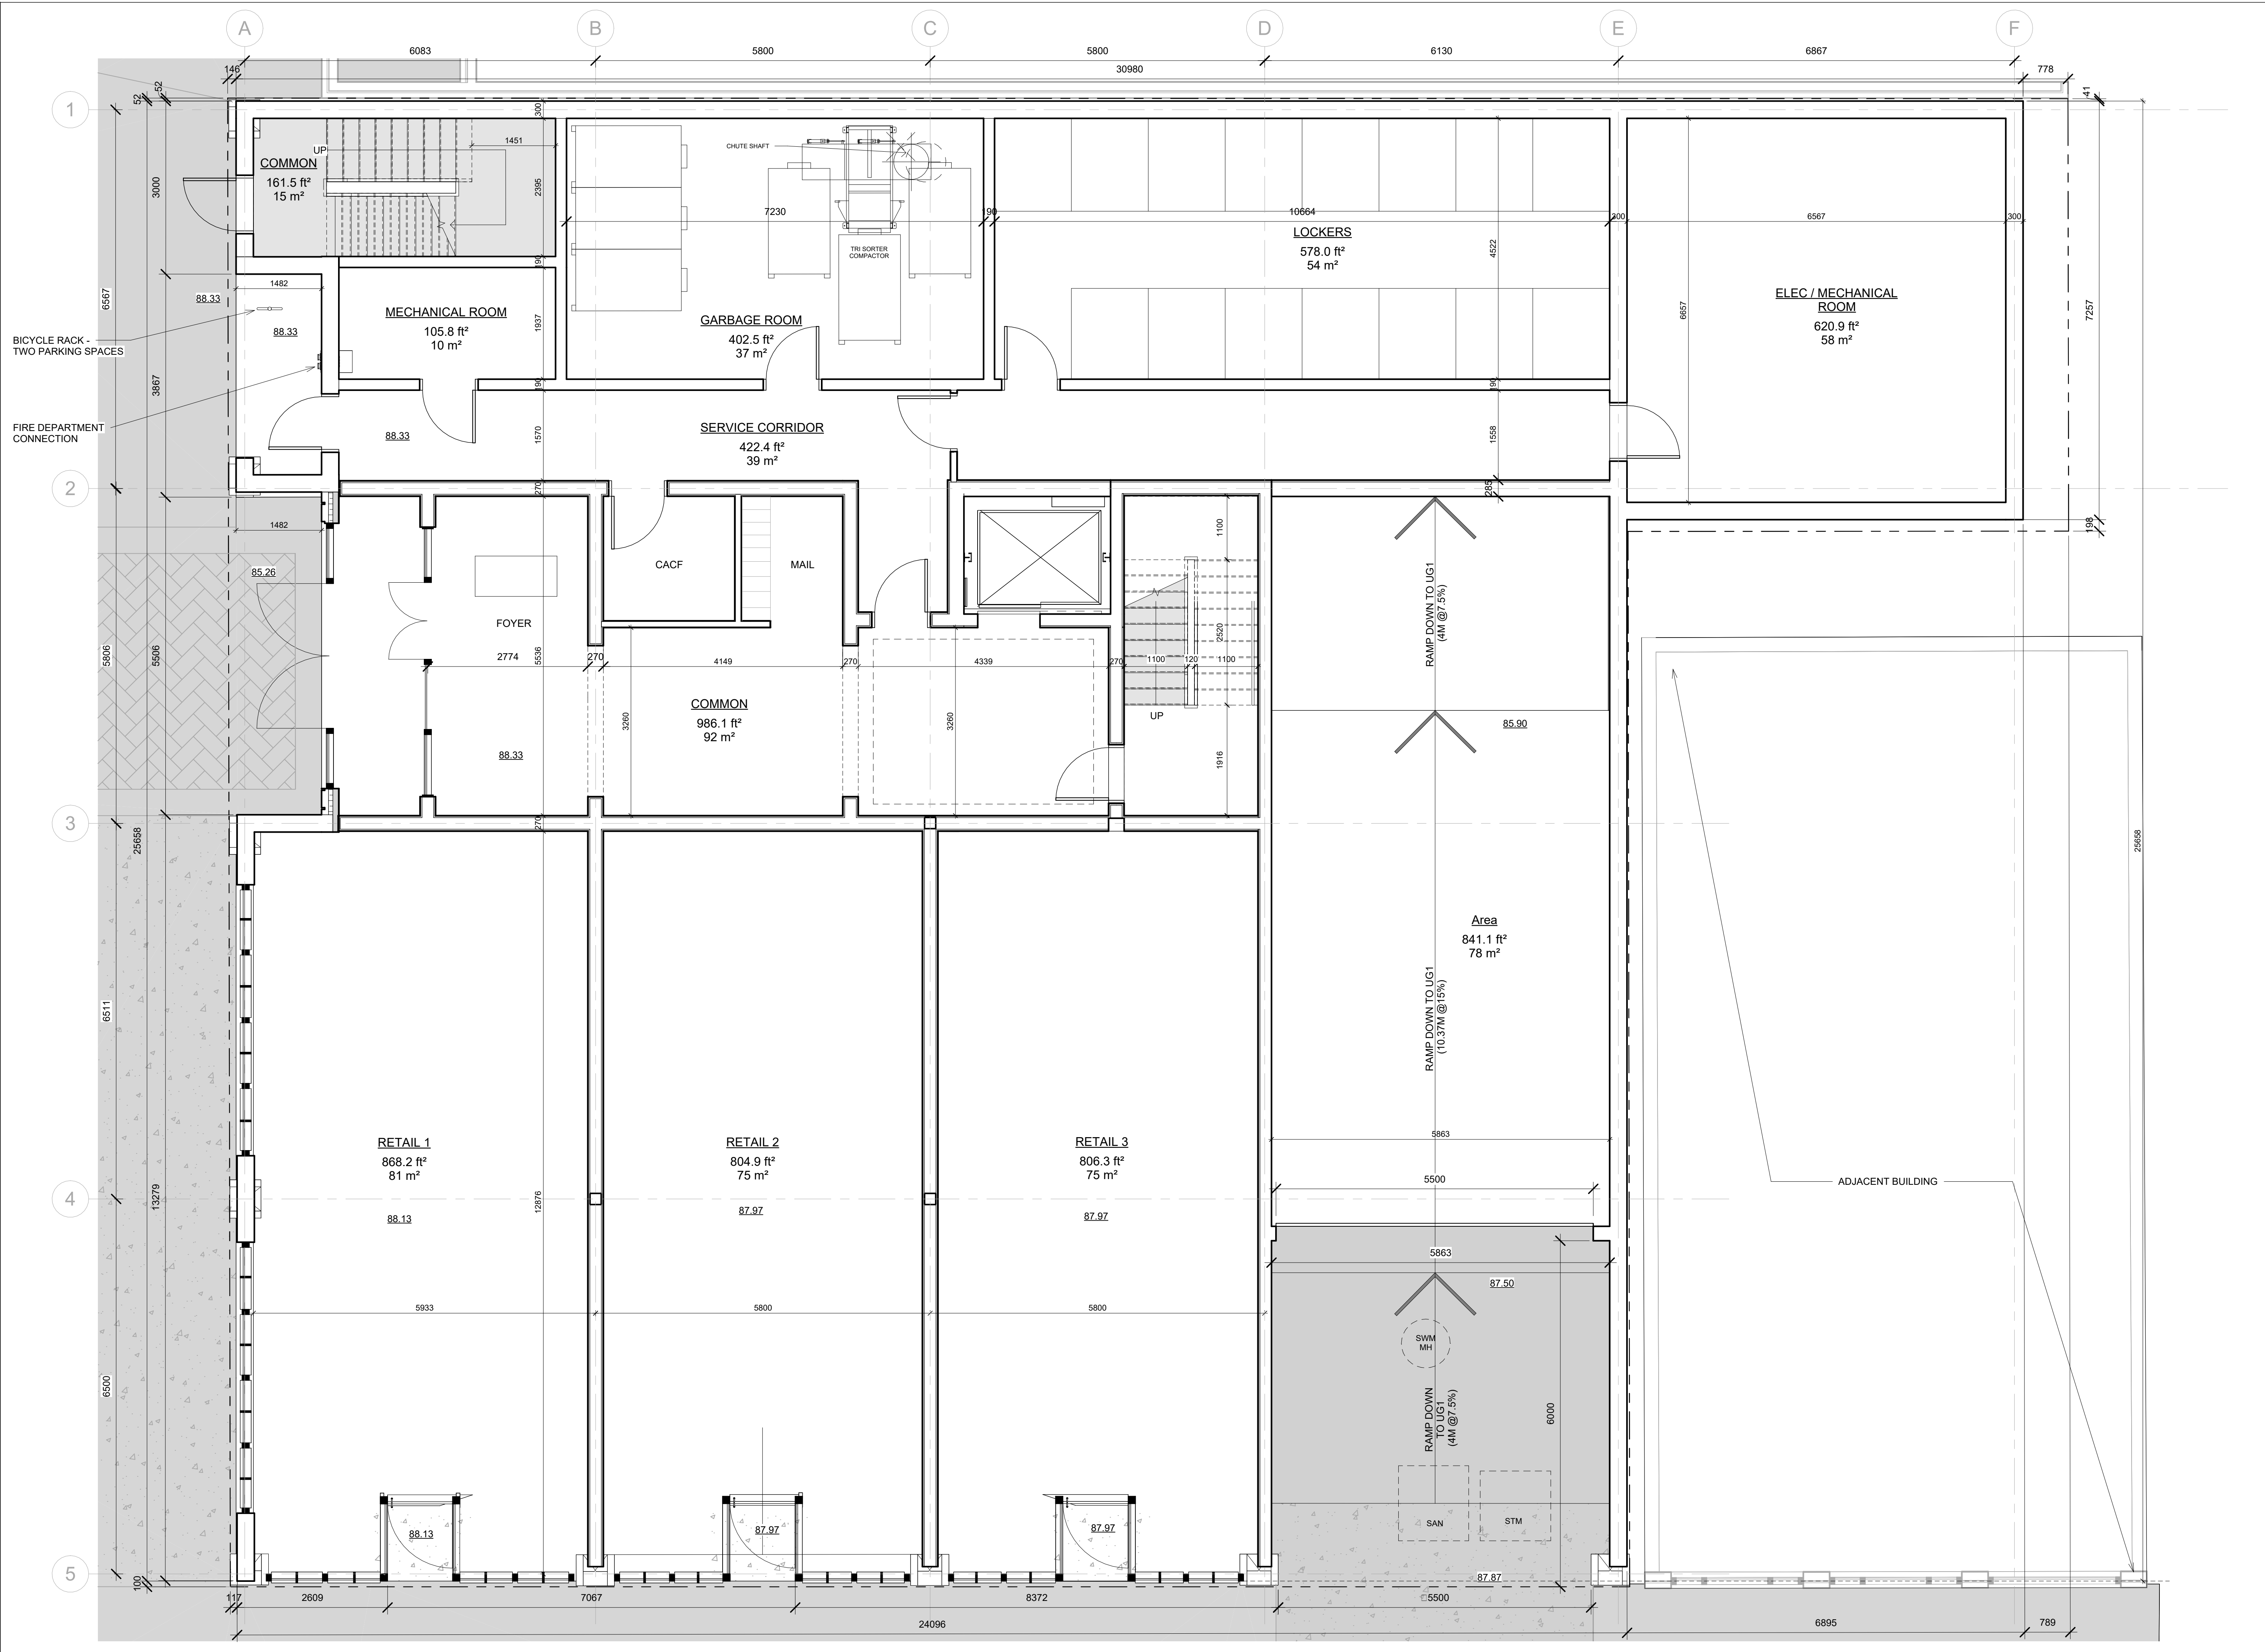 A
B
C
D
E
F
6083
5800
5800
6130
6867
146
30980
778
52
52
41
1
300
1451
CHUTE SHAFT
UP
COMMON
161.5 ft²
15 m²
3000
2395
7230
190
10664
300
6567
300
LOCKERS
578.0 ft²
54 m²
TRI SORTER
COMPACTOR
4522
190
1482
6567
88.33
88.33
MECHANICAL ROOM
105.8 ft²
10 m²
1937
GARBAGE ROOM
402.5 ft²
37 m²
6657
ELEC / MECHANICAL
ROOM
620.9 ft²
58 m²
7257
BICYCLE RACK -
TWO PARKING SPACES
3867
190
190
FIRE DEPARTMENT
CONNECTION
88.33
1570
SERVICE CORRIDOR
422.4 ft²
39 m²
1558
2
270
285
1482
1100
198
85.26
CACF
MAIL
RAMP DOWN TO UG1
(4M @7.5%)
FOYER
2520
5806
5506
2774
5536
270
4149
270
4339
270
1100
120
1100
COMMON
986.1 ft²
92 m²
3260
3260
UP
85.90
88.33
1916
3
270
25658
25658
Area
841.1 ft²
78 m²
6511
RAMP DOWN TO UG1
(10.37M @15%)
RETAIL 1
868.2 ft²
81 m²
RETAIL 2
804.9 ft²
75 m²
RETAIL 3
806.3 ft²
75 m²
5863
5500
ADJACENT BUILDING
4
13279
12876
88.13
87.97
87.97
5863
87.50
5933
5800
5800
SWM
MH
6500
RAMP DOWN
TO UG1
(4M @7.5%)
6000
88.13
87.97
87.97
SAN
STM
5
100
87.87
117
2609
7067
8372
5500
24096
6895
789